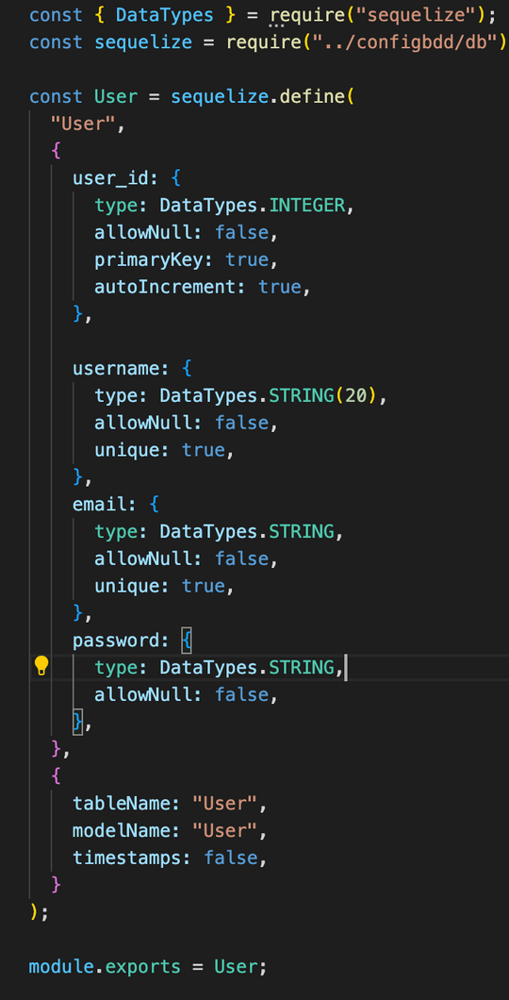 const { DataTypes } = require("sequelize");
const sequelize = require("../configbdd/db")
const User = sequelize.define(
"User",
{
user_id: {
type: DataTypes.INTEGER,
allowNull: false,
primaryKey: true,
autoIncrement: true,
},
username: {
type: DataTypes.STRING(20),
allowNull: false,
unique: true,
},
email: {
type: DataTypes.STRING,
allowNull: false,
unique: true,
},
password: {
type: DataTypes.STRING,
allowNull: false,
},
},
{
tableName: "User",
modelName: "User",
timestamps: false,
}
);
module.exports = User;